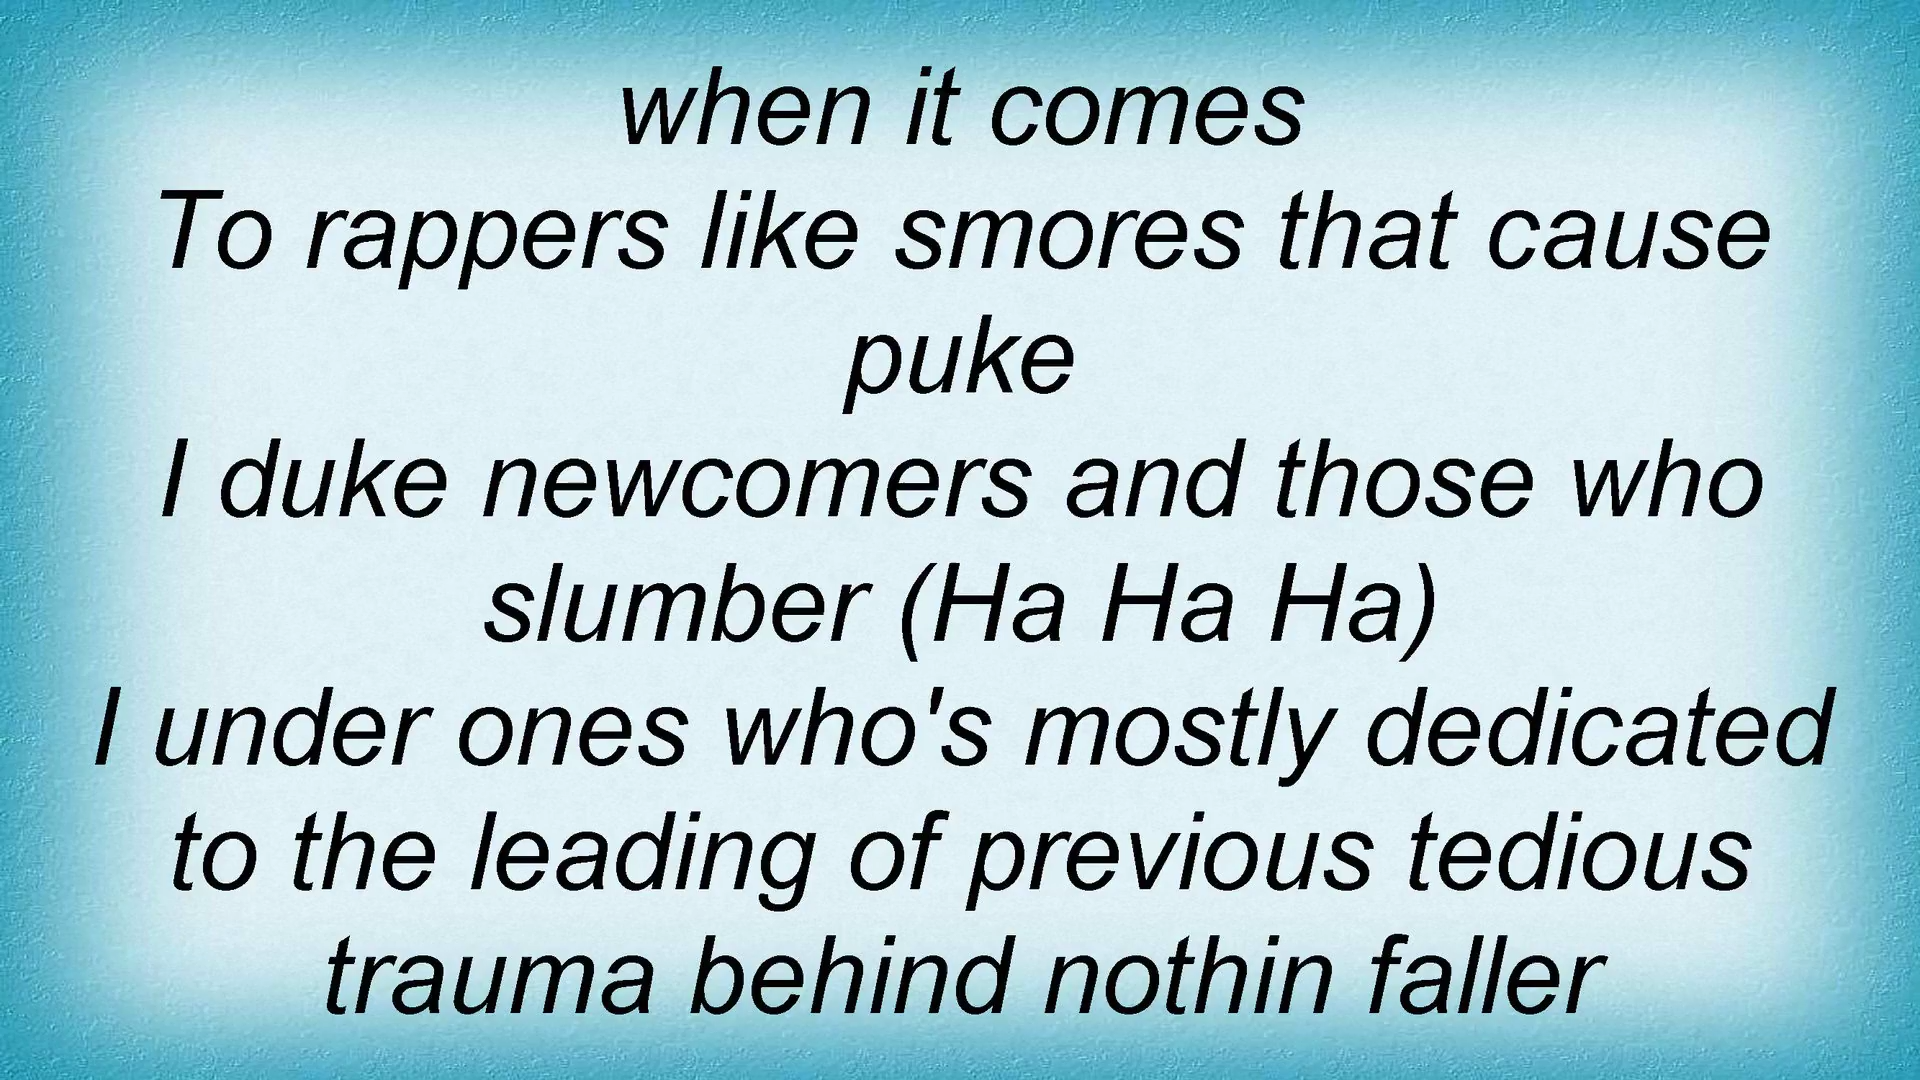 when it comes
To rappers like smores that cause
puke
I duke newcomers and those who
slumber (Ha Ha Ha)
I under ones who's mostly dedicated
to the leading of previous tedious
trauma behind nothin faller